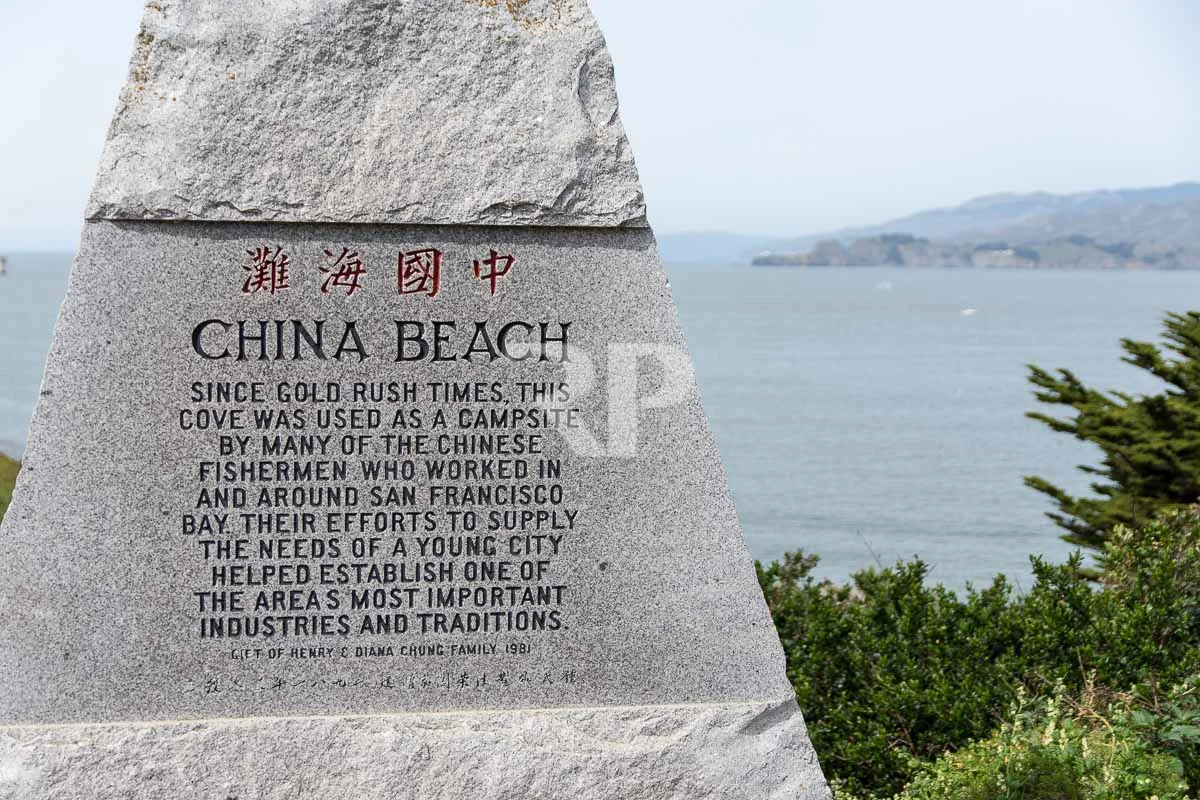 灘海國中
CHINA BEACH
SINCE GOLD RUSH TIMES, THIS
COVE WAS USED AS A CAMPSITE
BY MANY OF THE CHINESE
FISHERMEN WHO WORKED IN
AND AROUND SAN FRANCISCO
BAY. THEIR EFFORTS TO SUPPLY
THE NEEDS OF A YOUNG CITY
HELPED ESTABLISH ONE OF
THE AREAS MOST IMPORTANT
INDUSTRIES AND TRADITIONS.
GIFT OF HENRY & DIANA CHUNG FAMILY 1981
RP